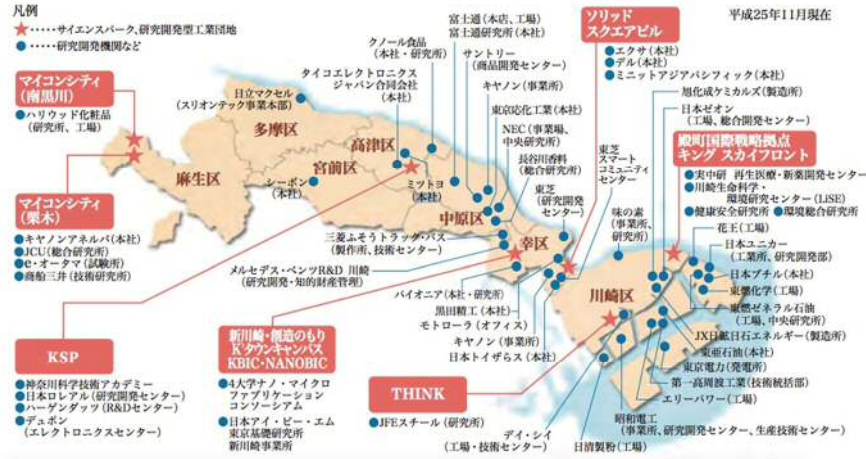 凡例
★‥‥‥サイエンスパーク、研究開発型工業団地
●‥‥‥研究開発機関など
平成25年11月現在
マイコンシティ
(南黒川)
●ハリウッド化粧品
(研究所、工場)
マイコンシティ
(栗木)
●キヤノンアネルバ(本社)
●JCU(総合研究所)
●e・オータマ(試験所)
●商船三井(技術研究所)
日立マクセル
(スリオンテック事業本部)
タイコエレクトロニクス
ジャパン合同会社
(本社)
クノール食品
(本社・研究所)
富士通(本店、工場)
富士通研究所(本社)
サントリー
(商品開発センター)
キヤノン(事業所)
東京応化工業(本社)
NEC(事業場、
中央研究所)
長谷川香料
(総合研究所)
東芝
(研究開発
センター)
東芝
スマート
コミュニティ
センター
ソリッド
スクエアビル
●エクサ(本社)
●デル(本社)
●ミニットアジアパシフィック(本社)
旭化成ケミカルズ(製造所)
日本ゼオン
(工場、総合開発センター)
殿町国際戦略拠点
キング スカイフロント
●実中研 再生医療・新薬開発センター
●川崎生命科学・
環境研究センター(LiSE)
●健康安全研究所 ●環境総合研究所
味の素
(事業所、
研究所)
花王(工場)
日本ユニカー
(工業所、研究開発部)
日本ブチル(本社)
東燃化学(工場)
東燃ゼネラル石油
(工場、中央研究所)
JX日鉱日石エネルギー(製造所)
東亜石油(本社)
東京電力(発電所)
第一高周波工業(技術統括部)
エリーパワー(工場)
昭和電工
(事業所、研究開発センター、生産技術センター)
日清製粉(工場)
デイ・シイ
(工場・技術センター)
麻生区
多摩区
宮前区
高津区
中原区
幸区
川崎区
シーボン
(本社)
ミツトヨ
(本社)
三菱ふそうトラック・バス
(製作所、技術センター)
メルセデス・ベンツR&D 川崎
(研究開発・知的財産管理)
パイオニア(本社・研究所)
黒田精工(本社)
モトローラ(オフィス)
キヤノン(事業所)
日本トイザらス(本社)
KSP
●神奈川科学技術アカデミー
●日本ロレアル(研究開発センター)
●ハーゲンダッツ(R&Dセンター)
●デュポン
(エレクトロニクスセンター)
新川崎・創造のもり
K²タウンキャンパス
KBIC・NANOBIC
●4大学ナノ・マイクロ
ファブリケーション
コンソーシアム
●日本アイ・ビー・エム
東京基礎研究所
新川崎事業所
THINK
●JFEスチール(研究所)